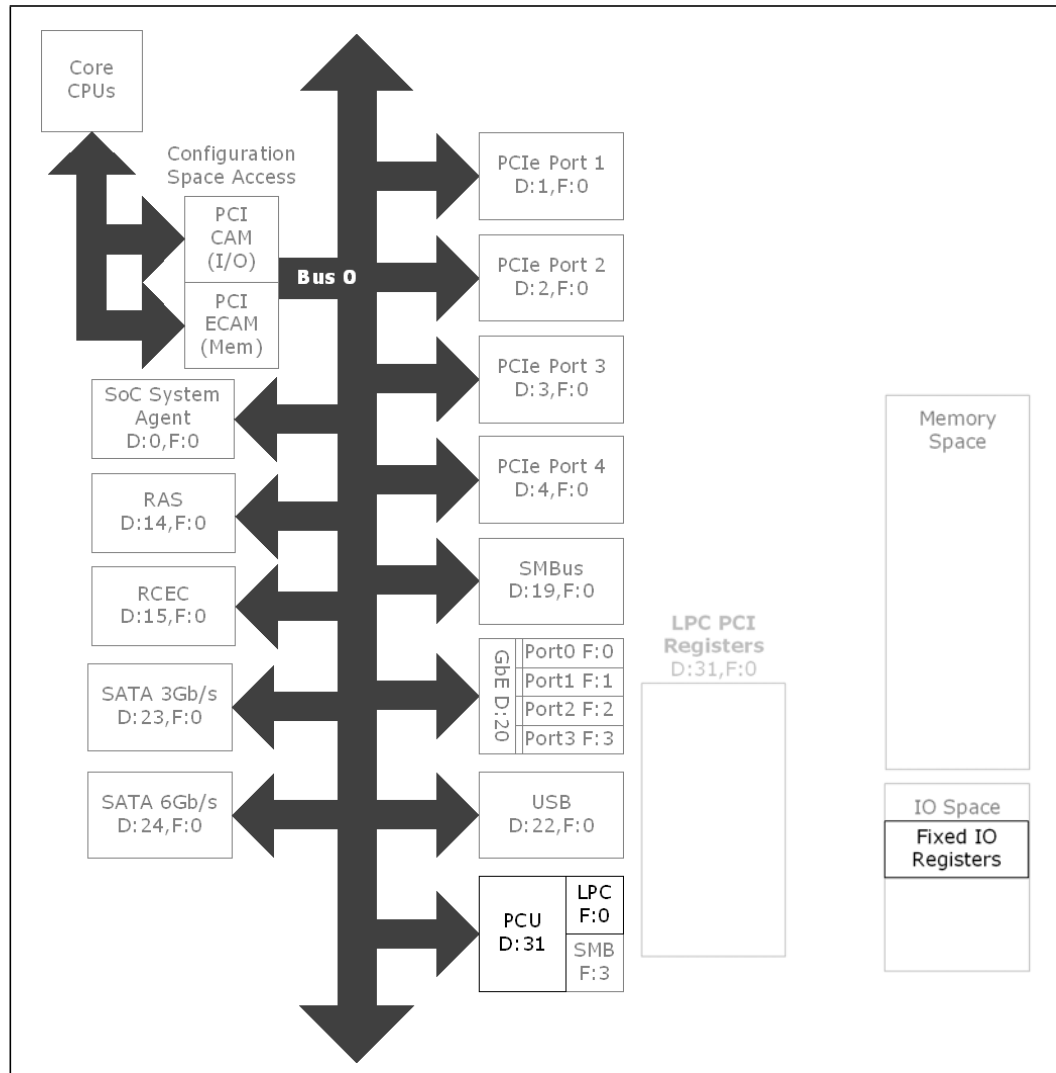 Core
CPUs
Configuration
Space Access
PCI
CAM
(I/O)
PCI
ECAM
(Mem)
Bus 0
SoC System
Agent
D:0,F:0
RAS
D:14,F:0
RCEC
D:15,F:0
SATA 3Gb/s
D:23,F:0
SATA 6Gb/s
D:24,F:0
PCIe Port 1
D:1,F:0
PCIe Port 2
D:2,F:0
PCIe Port 3
D:3,F:0
PCIe Port 4
D:4,F:0
SMBus
D:19,F:0
GbE D:20
Port0 F:0
Port1 F:1
Port2 F:2
Port3 F:3
USB
D:22,F:0
PCU
D:31
LPC
F:0
SMB
F:3
LPC PCI
Registers
D:31,F:0
Memory
Space
IO Space
Fixed IO
Registers